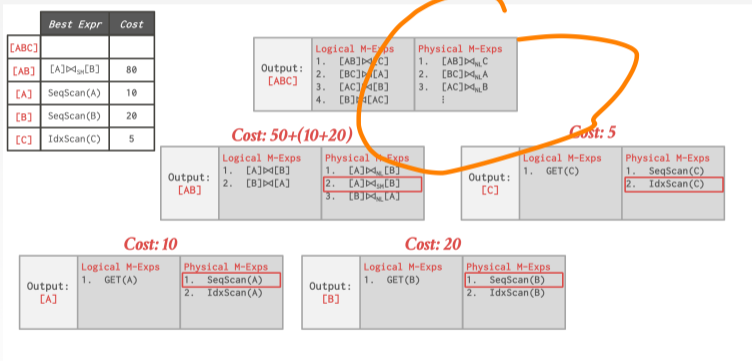 Best Expr Cost
[ABC]
[AB] [A]⋈SM[B] 80
[A] SeqScan(A) 10
[B] SeqScan(B) 20
[C] IdxScan(C) 5
Output:
[ABC]
Logical M-Exps
1. [AB]⋈[C]
2. [BC]⋈[A]
3. [AC]⋈[B]
4. [B]⋈[AC]
Physical M-Exps
1. [AB]⋈NLC
2. [BC]⋈NLA
3. [AC]⋈NLB
⋮
Cost: 50+(10+20)
Output:
[AB]
Logical M-Exps
1. [A]⋈[B]
2. [B]⋈[A]
Physical M-Exps
1. [A]⋈NL[B]
2. [A]⋈SM[B]
3. [B]⋈NL[A]
Cost: 5
Output:
[C]
Logical M-Exps
1. GET(C)
Physical M-Exps
1. SeqScan(C)
2. IdxScan(C)
Cost: 10
Output:
[A]
Logical M-Exps
1. GET(A)
Physical M-Exps
1. SeqScan(A)
2. IdxScan(A)
Cost: 20
Output:
[B]
Logical M-Exps
1. GET(B)
Physical M-Exps
1. SeqScan(B)
2. IdxScan(B)